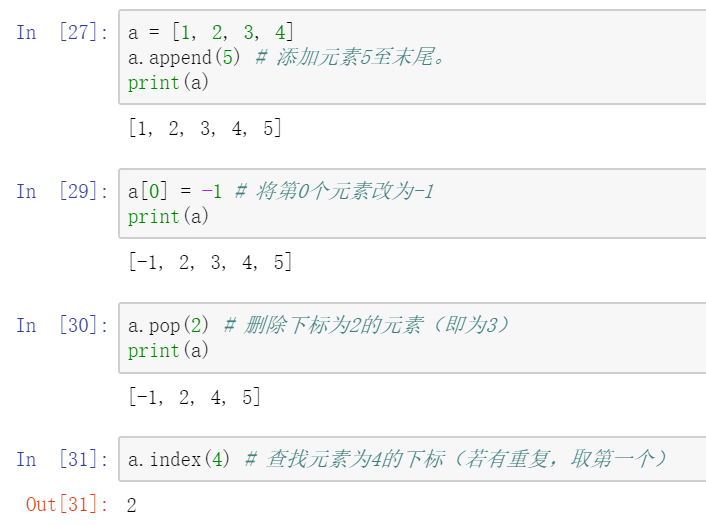 In [27]: a = [1, 2, 3, 4]
a.append(5) # 添加元素5至末尾。
print(a)
[1, 2, 3, 4, 5]
In [29]: a[0] = -1 # 将第0个元素改为-1
print(a)
[-1, 2, 3, 4, 5]
In [30]: a.pop(2) # 删除下标为2的元素（即为3）
print(a)
[-1, 2, 4, 5]
In [31]: a.index(4) # 查找元素为4的下标（若有重复，取第一个）
Out[31]: 2